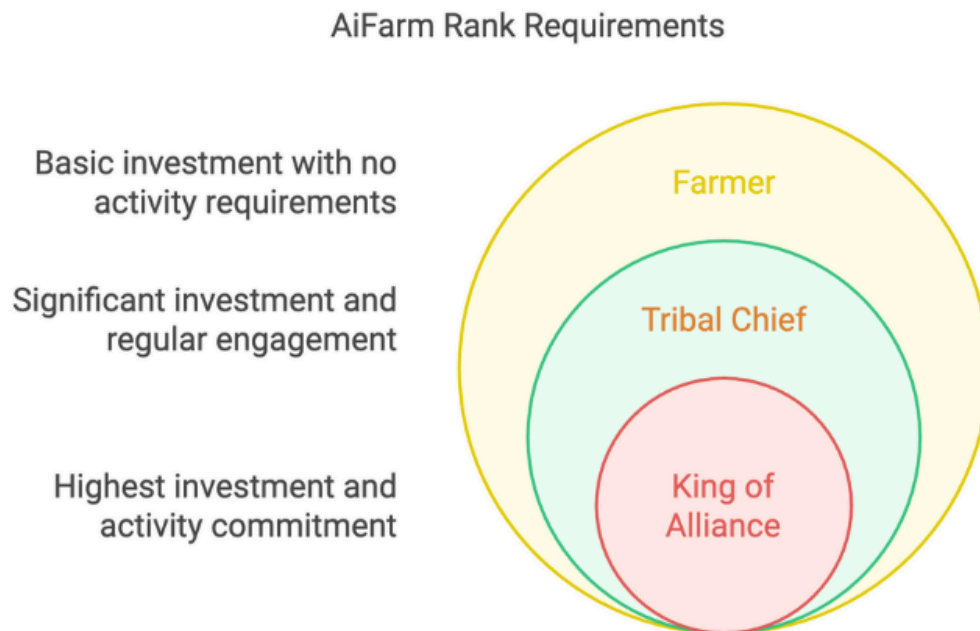 AiFarm Rank Requirements
Basic investment with no
activity requirements
Farmer
Significant investment and
regular engagement
Tribal Chief
Highest investment and
activity commitment
King of
Alliance